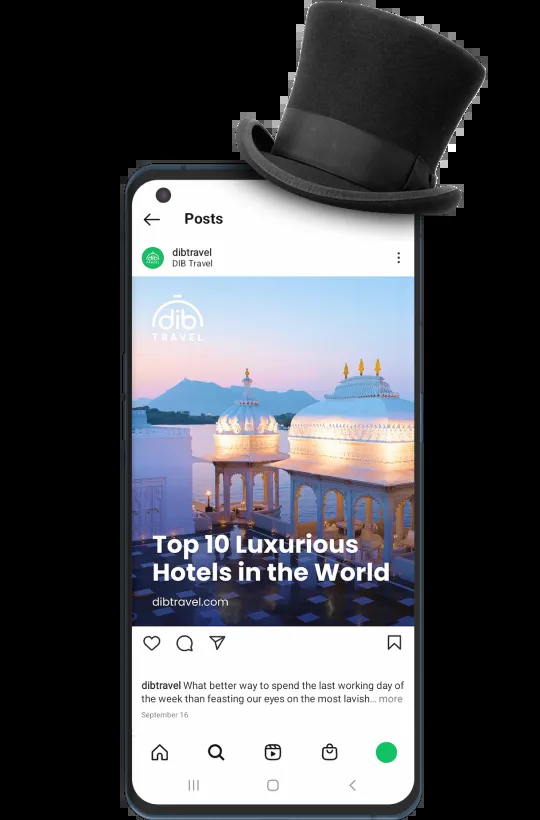 Posts
dibtravel
DIB Travel
dib
TRAVEL
Top 10 Luxurious
Hotels in the World
dibtravel.com
dibtravel What better way to spend the last working day of
the week than feasting our eyes on the most lavish... more
September 16